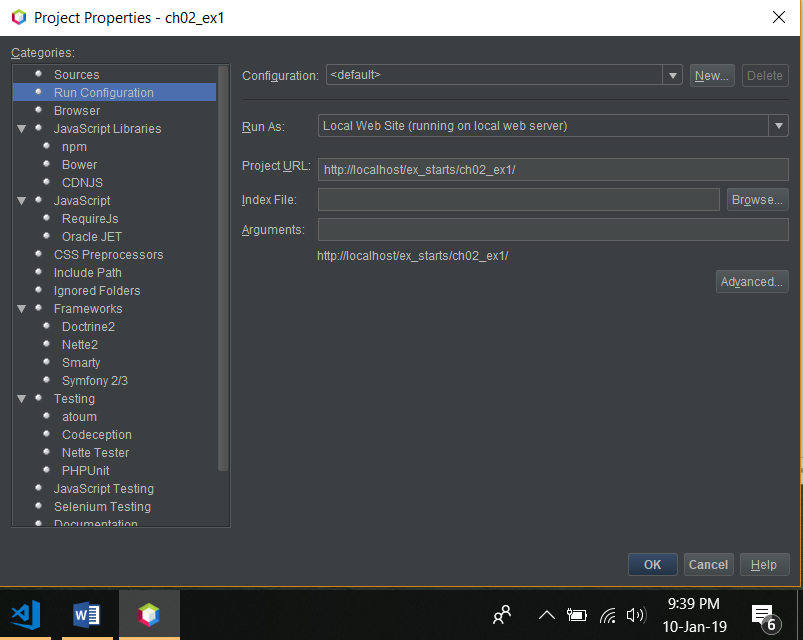 Project Properties - ch02_ex1
Categories:
Sources
Run Configuration
Browser
JavaScript Libraries
npm
Bower
CDNJS
JavaScript
RequireJs
Oracle JET
CSS Preprocessors
Include Path
Ignored Folders
Frameworks
Doctrine2
Nette2
Smarty
Symfony 2/3
Testing
atoum
Codeception
Nette Tester
PHPUnit
JavaScript Testing
Selenium Testing
Documentation
Configuration: <default> New... Delete
Run As: Local Web Site (running on local web server)
Project URL: http://localhost/ex_starts/ch02_ex1/
Index File: Browse...
Arguments:
http://localhost/ex_starts/ch02_ex1/
Advanced...
OK Cancel Help
W
9:39 PM
10-Jan-19
6